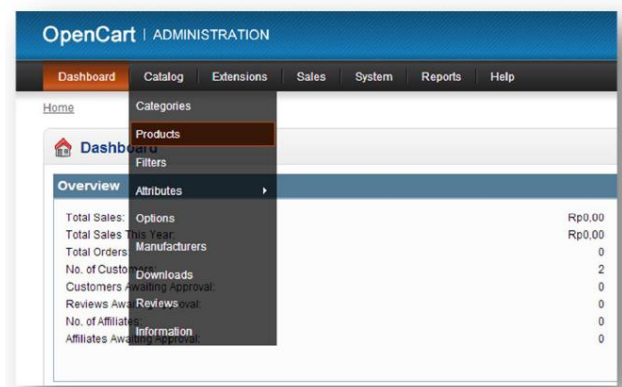 OpenCart | ADMINISTRATION
Dashboard Catalog Extensions Sales System Reports Help
Home
Categories
Products
Dashboard
Filters
Overview
Attributes
Options
Manufacturers
Downloads
Reviews
Information
Total Sales: Rp0,00
Total Sales This Year: Rp0,00
Total Orders 0
No. of Customers: 2
Customers Awaiting Approval: 0
Reviews Awaiting Approval: 0
No. of Affiliates: 0
Affiliates Awaiting Approval: 0